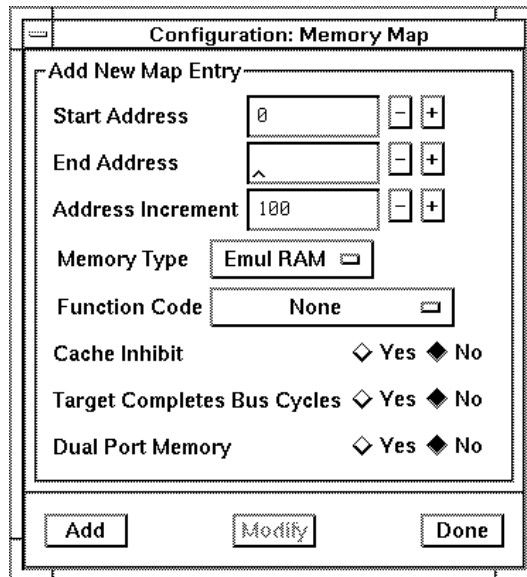 Configuration: Memory Map
Add New Map Entry
Start Address 0 - +
End Address - +
Address Increment 100 - +
Memory Type Emul RAM
Function Code None
Cache Inhibit Yes No
Target Completes Bus Cycles Yes No
Dual Port Memory Yes No
Add Modify Done